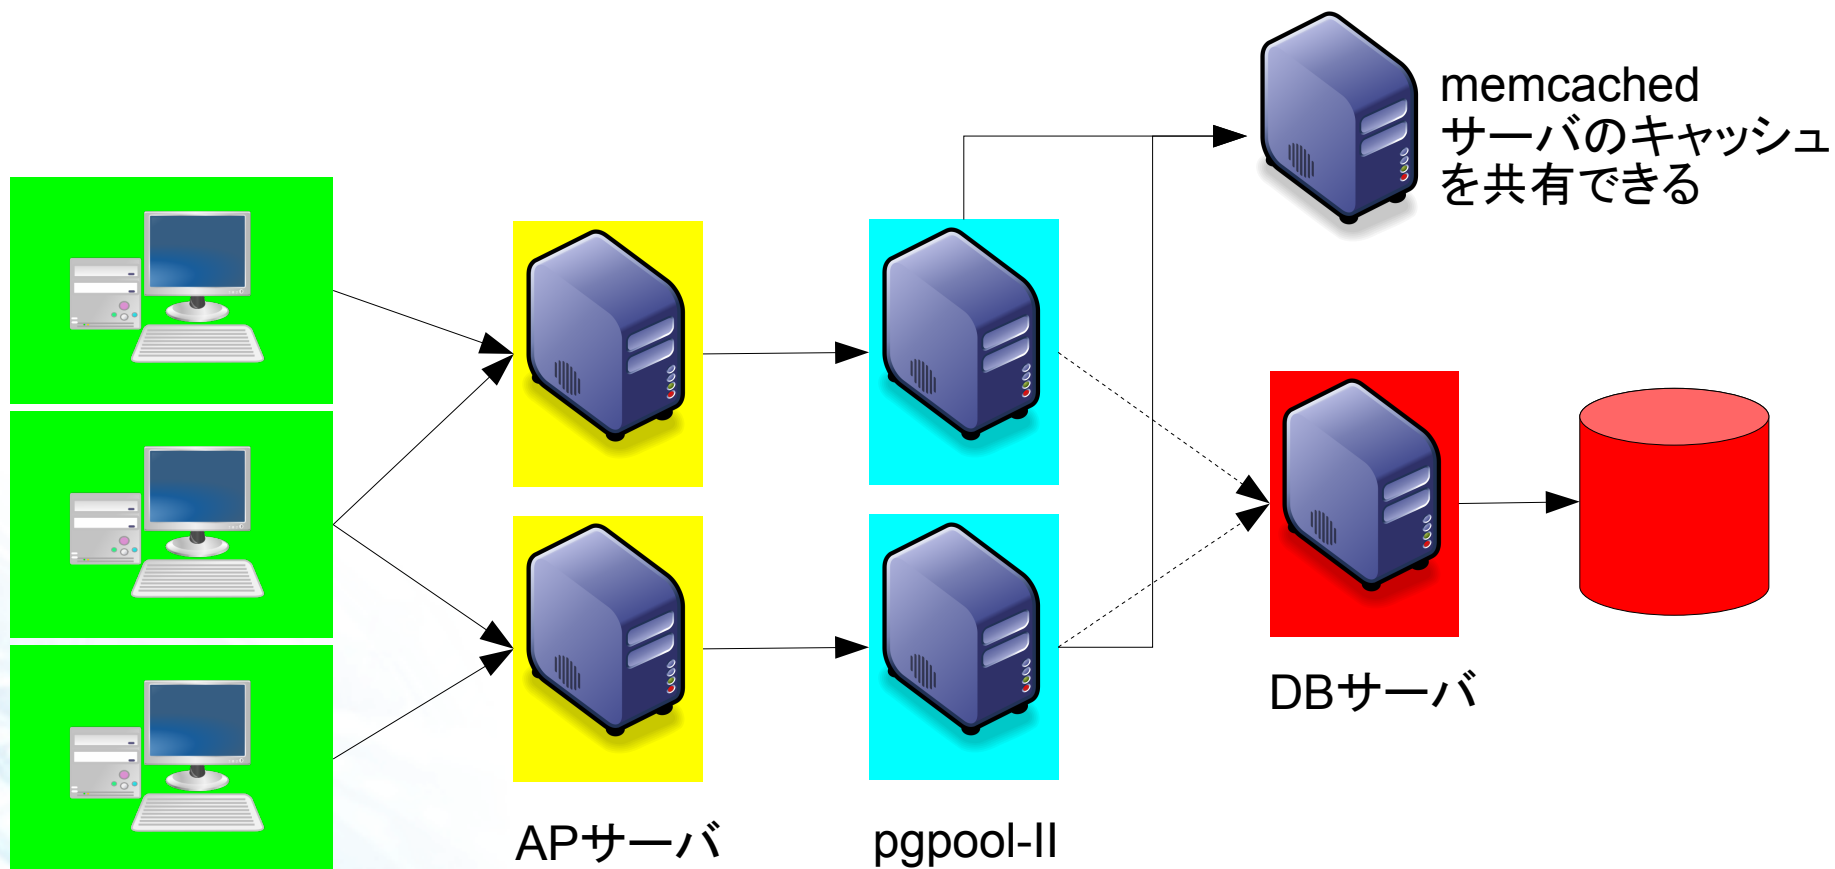 memcached
サーバのキャッシュ
を共有できる
DBサーバ
APサーバ
pgpool-II